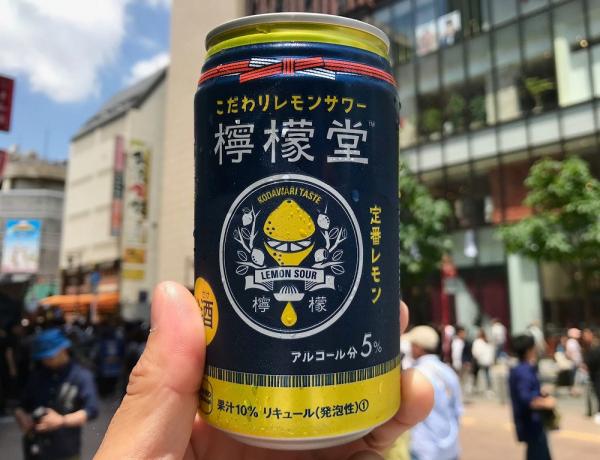 こだわりレモンサワー
檸檬堂™
KODAWARI TASTE
定番レモン
LEMON SOUR
檸檬
酒
アルコール分5%
果汁10% リキュール(発泡性)①